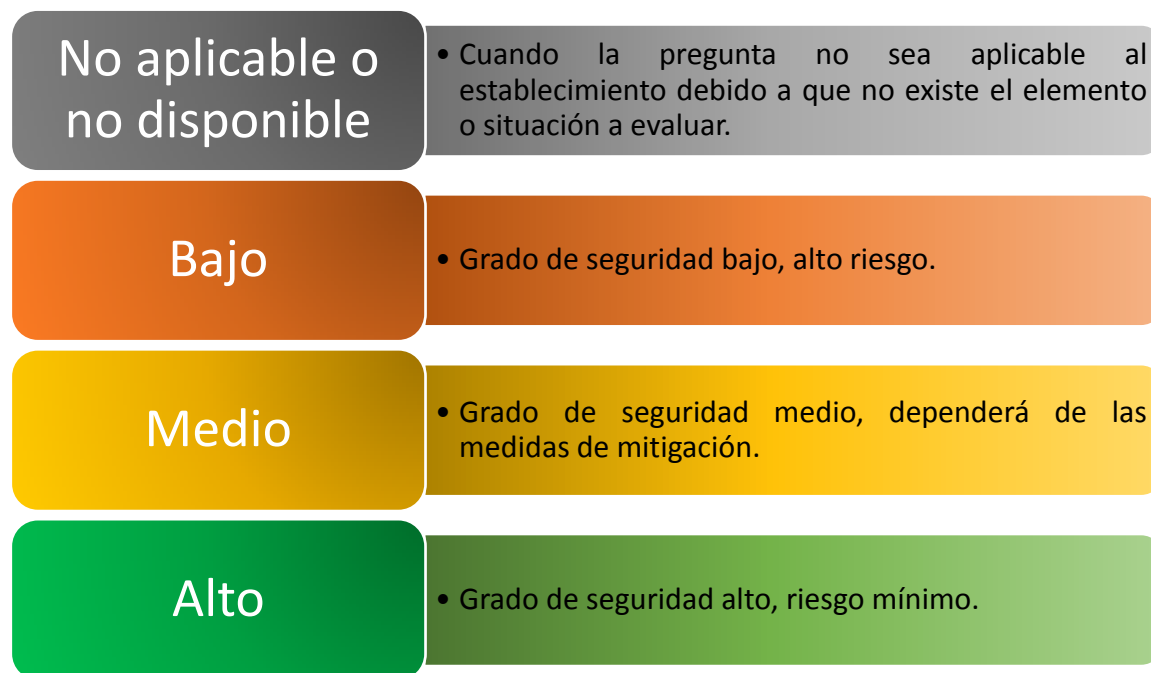 No aplicable o
no disponible
• Cuando la pregunta no sea aplicable al
establecimiento debido a que no existe el elemento
o situación a evaluar.
Bajo
• Grado de seguridad bajo, alto riesgo.
Medio
• Grado de seguridad medio, dependerá de las
medidas de mitigación.
Alto
• Grado de seguridad alto, riesgo mínimo.